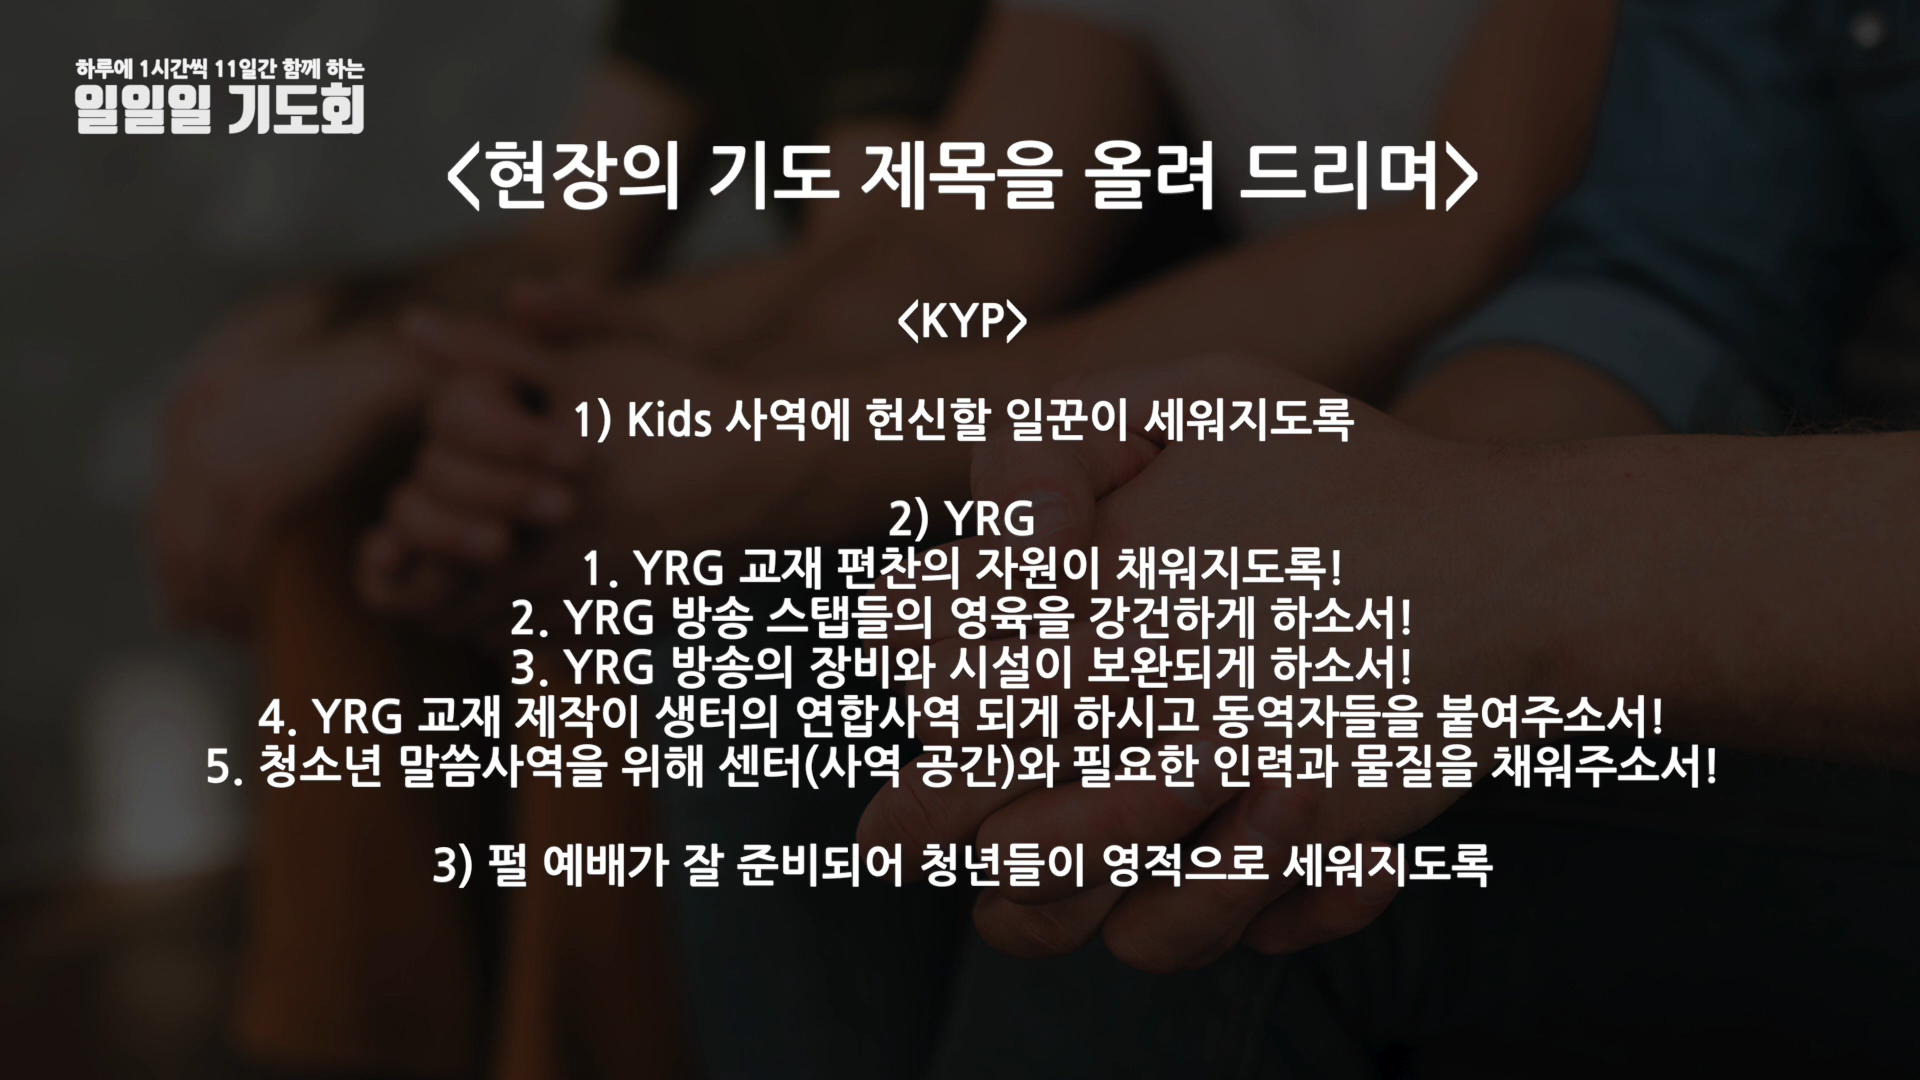 하루에 1시간씩 11일간 함께 하는
일일일 기도회
<현장의 기도 제목을 올려 드리며>
<KYP>
1) Kids 사역에 헌신할 일꾼이 세워지도록
2) YRG
1. YRG 교재 편찬의 자원이 채워지도록!
2. YRG 방송 스탭들의 영육을 강건하게 하소서!
3. YRG 방송의 장비와 시설이 보완되게 하소서!
4. YRG 교재 제작이 생터의 연합사역 되게 하시고 동역자들을 붙여주소서!
5. 청소년 말씀사역을 위해 센터(사역 공간)와 필요한 인력과 물질을 채워주소서!
3) 펄 예배가 잘 준비되어 청년들이 영적으로 세워지도록